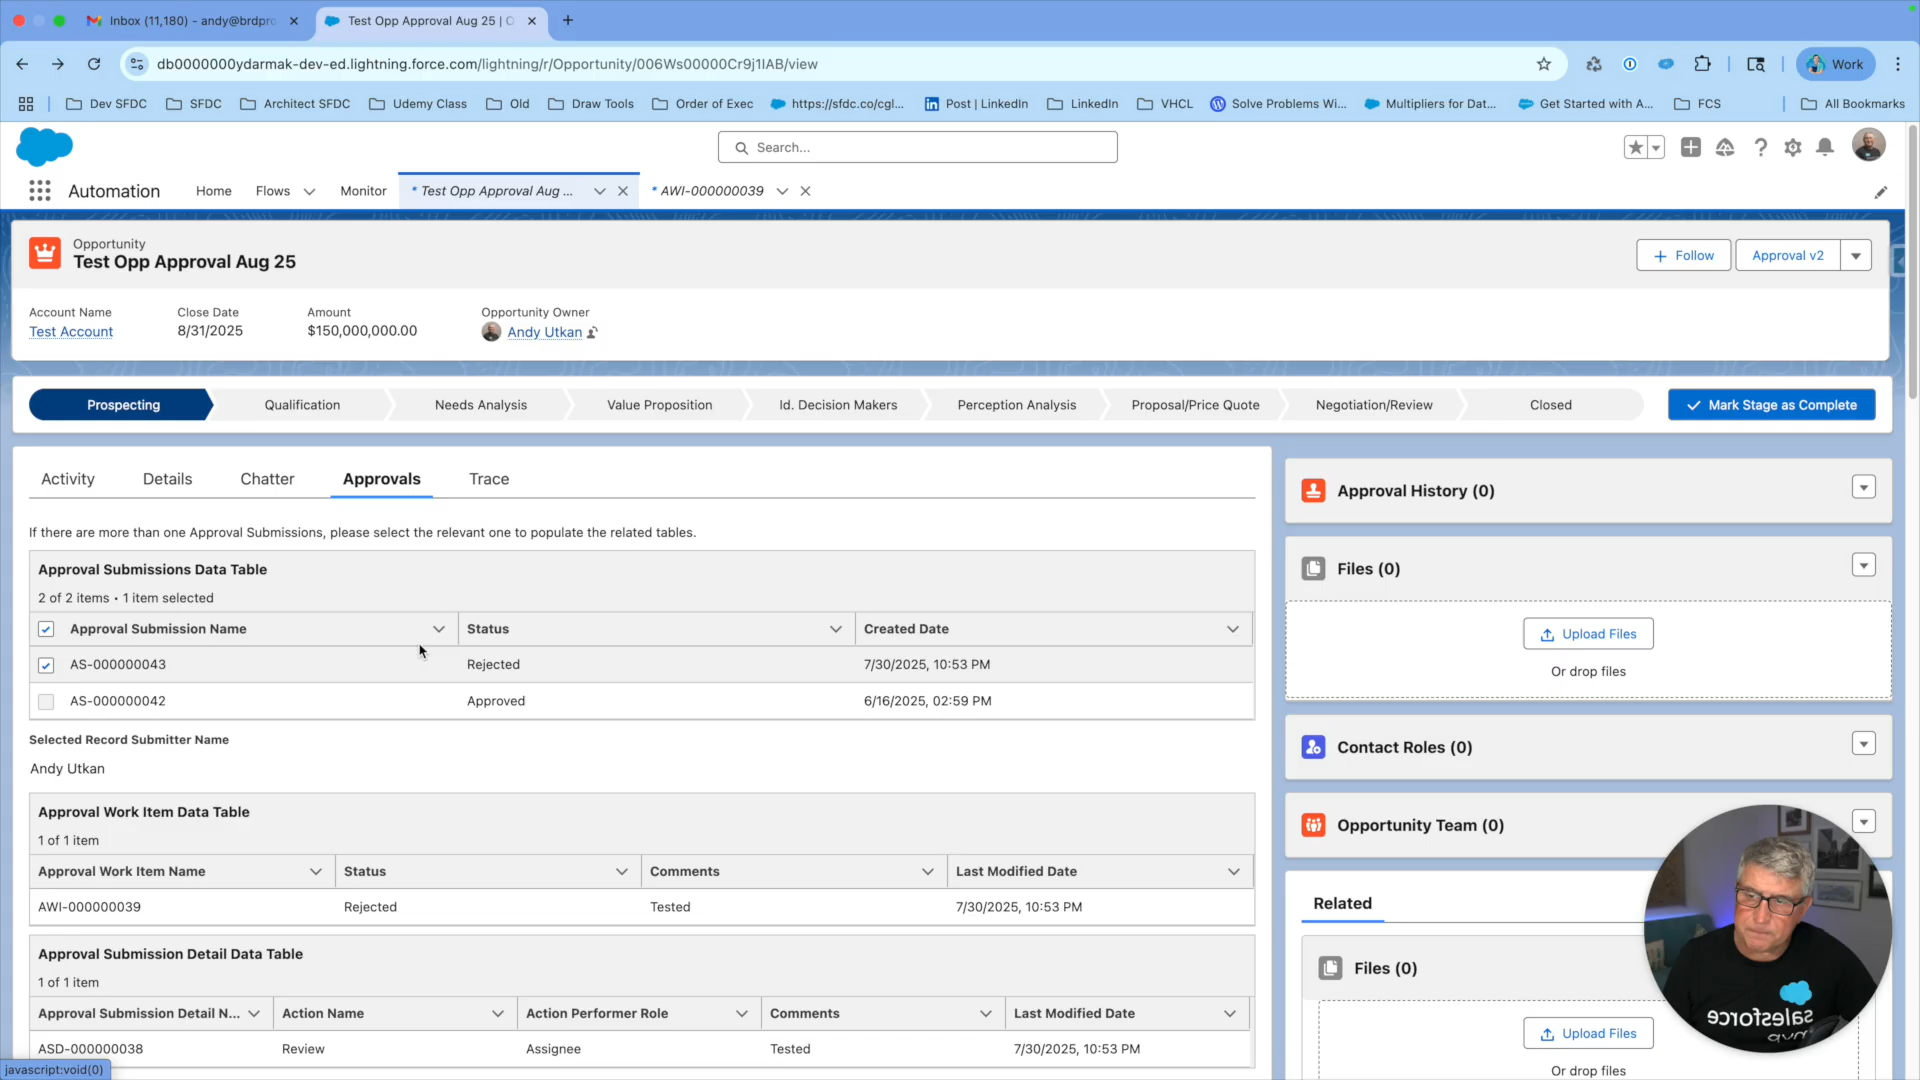 Inbox (11,180) - andy@brdpro
Test Opp Approval Aug 25 | O
db0000000ydarmak-dev-ed.lightning.force.com/lightning/r/Opportunity/006Ws00000Cr9j1IAB/view
Work
Dev SFDC
SFDC
Architect SFDC
Udemy Class
Old
Draw Tools
Order of Exec
https://sfdc.co/cgl...
Post | LinkedIn
LinkedIn
VHCL
Solve Problems Wi...
Multipliers for Dat...
Get Started with A...
FCS
All Bookmarks
Search...
Automation
Home
Flows
Monitor
* Test Opp Approval Aug ...
* AWI-000000039
Opportunity
Test Opp Approval Aug 25
Follow
Approval v2
Account Name
Close Date
Amount
Opportunity Owner
Test Account
8/31/2025
$150,000,000.00
Andy Utkan
Prospecting
Qualification
Needs Analysis
Value Proposition
Id. Decision Makers
Perception Analysis
Proposal/Price Quote
Negotiation/Review
Closed
Mark Stage as Complete
Activity
Details
Chatter
Approvals
Trace
If there are more than one Approval Submissions, please select the relevant one to populate the related tables.
Approval Submissions Data Table
2 of 2 items • 1 item selected
Approval Submission Name
Status
Created Date
AS-000000043
Rejected
7/30/2025, 10:53 PM
AS-000000042
Approved
6/16/2025, 02:59 PM
Selected Record Submitter Name
Andy Utkan
Approval Work Item Data Table
1 of 1 item
Approval Work Item Name
Status
Comments
Last Modified Date
AWI-000000039
Rejected
Tested
7/30/2025, 10:53 PM
Approval Submission Detail Data Table
1 of 1 item
Approval Submission Detail N...
Action Name
Action Performer Role
Comments
Last Modified Date
ASD-000000038
Review
Assignee
Tested
7/30/2025, 10:53 PM
javascript:void(0)
Approval History (0)
Files (0)
Upload Files
Or drop files
Contact Roles (0)
Opportunity Team (0)
Related
Files (0)
Upload Files
Or drop files
salesforce
mvp